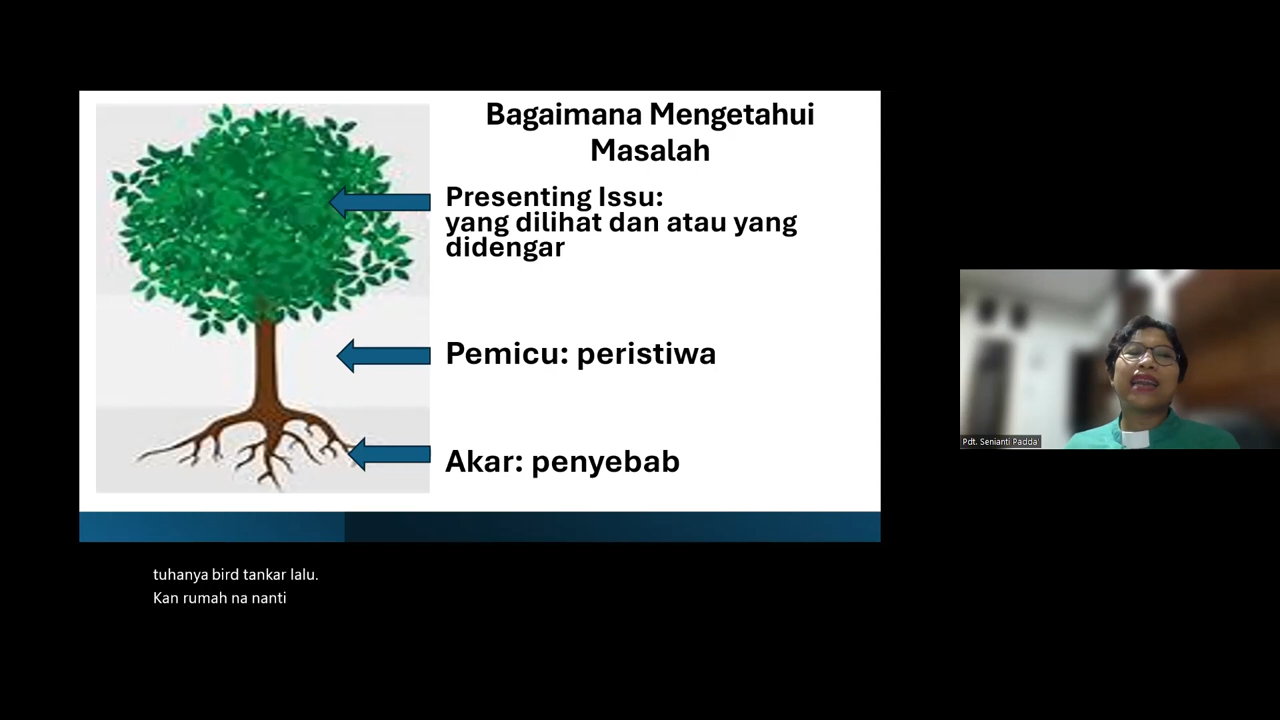 Bagaimana Mengetahui
Masalah
Presenting Issu:
yang dilihat dan atau yang
didengar
Pemicu: peristiwa
Akar: penyebab
Pdt. Senianti Padda'
tuhanya bird tankar lalu.
Kan rumah na nanti